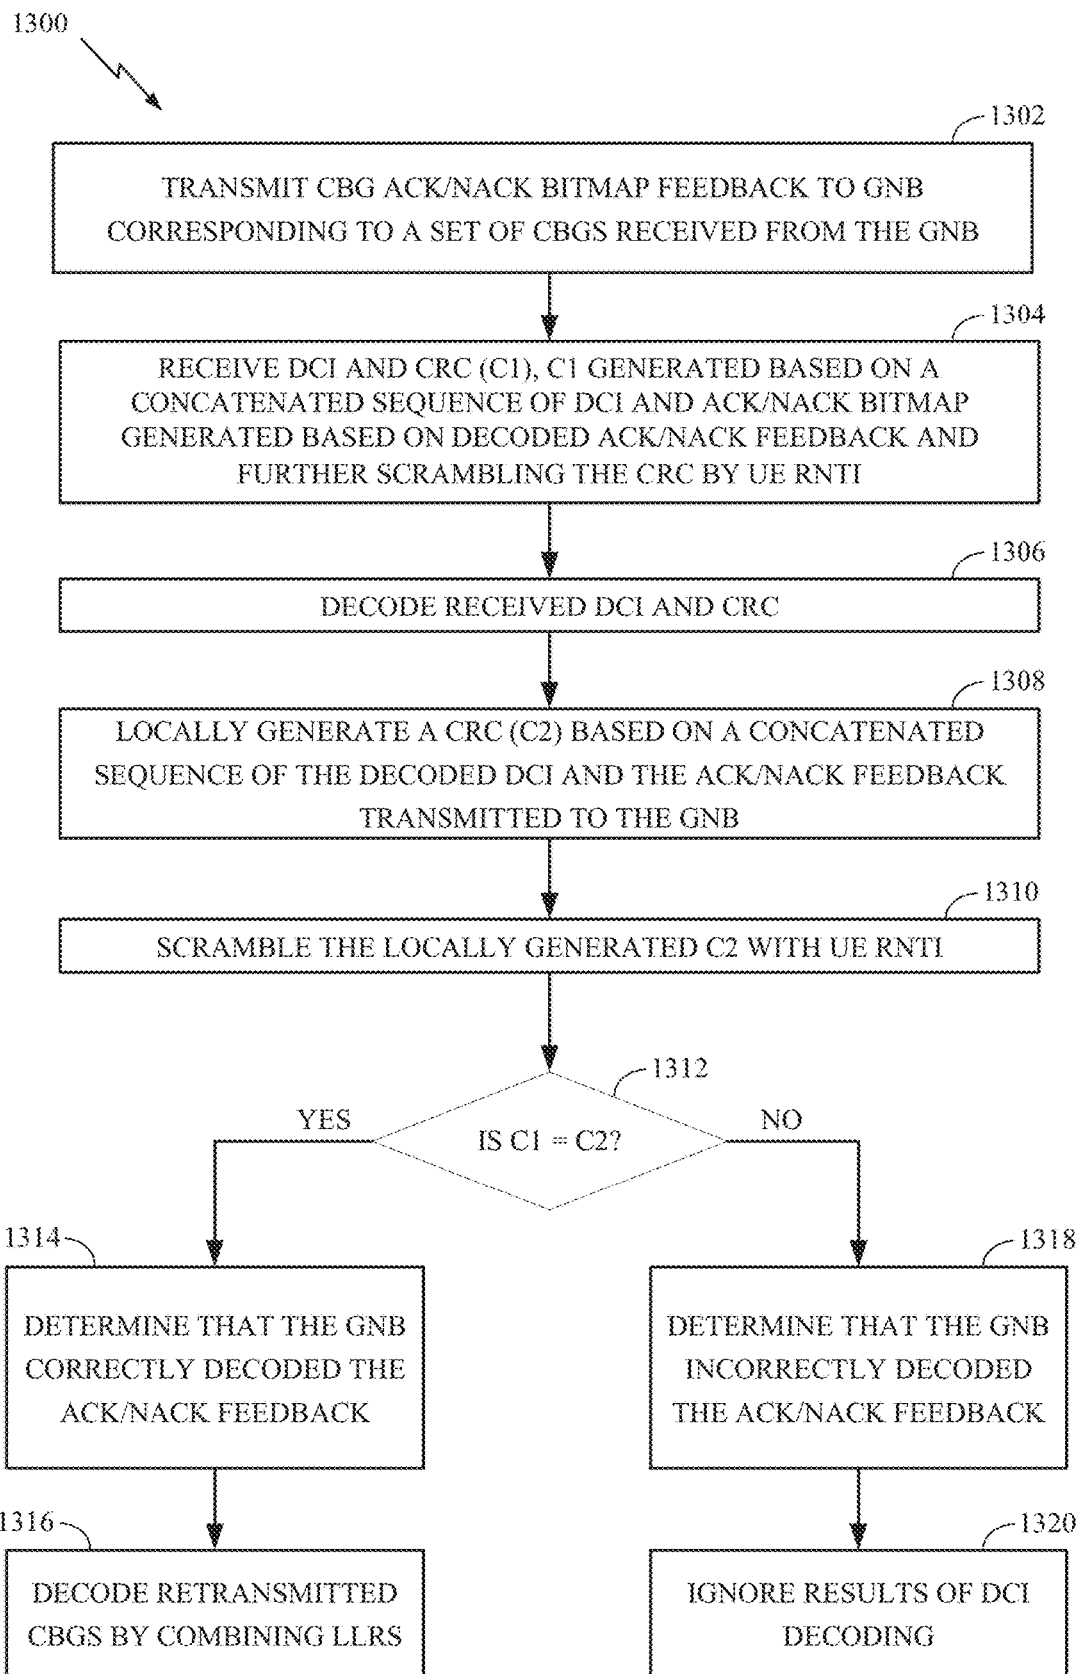 1300
1302
TRANSMIT CBG ACK/NACK BITMAP FEEDBACK TO GNB
CORRESPONDING TO A SET OF CBGS RECEIVED FROM THE GNB
1304
RECEIVE DCI AND CRC (C1), C1 GENERATED BASED ON A
CONCATENATED SEQUENCE OF DCI AND ACK/NACK BITMAP
GENERATED BASED ON DECODED ACK/NACK FEEDBACK AND
FURTHER SCRAMBLING THE CRC BY UE RNTI
1306
DECODE RECEIVED DCI AND CRC
1308
LOCALLY GENERATE A CRC (C2) BASED ON A CONCATENATED
SEQUENCE OF THE DECODED DCI AND THE ACK/NACK FEEDBACK
TRANSMITTED TO THE GNB
1310
SCRAMBLE THE LOCALLY GENERATED C2 WITH UE RNTI
1312
YES
IS C1 = C2?
NO
1314
DETERMINE THAT THE GNB
CORRECTLY DECODED THE
ACK/NACK FEEDBACK
1318
DETERMINE THAT THE GNB
INCORRECTLY DECODED
THE ACK/NACK FEEDBACK
1316
DECODE RETRANSMITTED
CBGS BY COMBINING LLRS
1320
IGNORE RESULTS OF DCI
DECODING